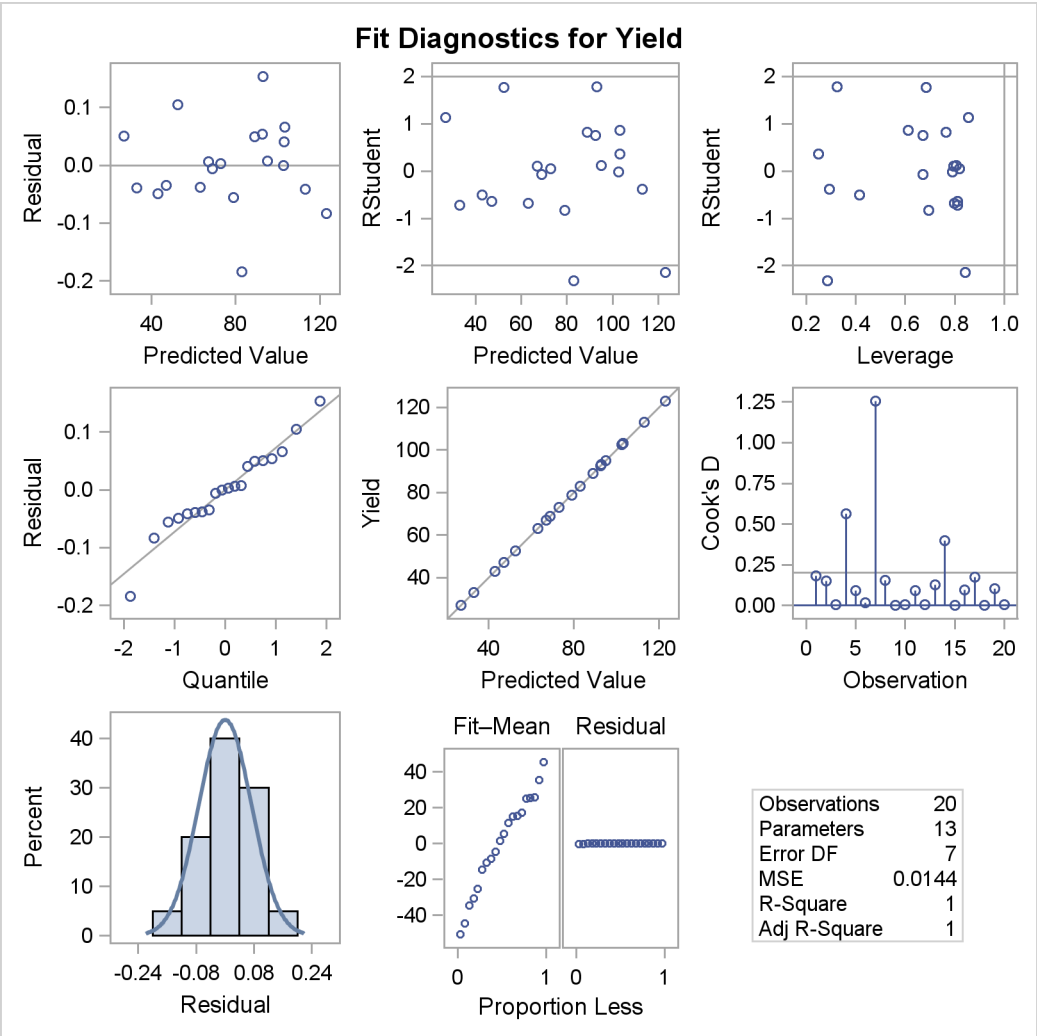 Fit Diagnostics for Yield
0.1
0.0
-0.1
-0.2
Residual
40 80 120
Predicted Value
2
1
0
-1
-2
RStudent
40 60 80 100 120
Predicted Value
2
1
0
-1
-2
RStudent
0.2 0.4 0.6 0.8 1.0
Leverage
0.1
0.0
-0.1
-0.2
Residual
-2 -1 0 1 2
Quantile
120
100
80
60
40
Yield
40 80 120
Predicted Value
1.25
1.00
0.75
0.50
0.25
0.00
Cook's D
0 5 10 15 20
Observation
40
30
20
10
0
Percent
-0.24 -0.08 0.08 0.24
Residual
Fit–Mean Residual
40
20
0
-20
-40
0 1 0 1
Proportion Less
Observations 20
Parameters 13
Error DF 7
MSE 0.0144
R-Square 1
Adj R-Square 1